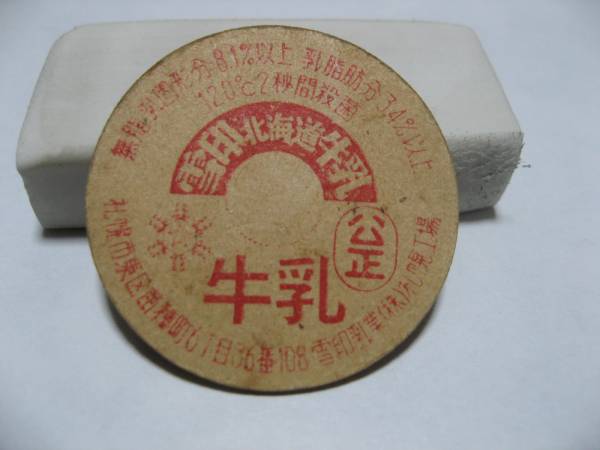 無脂乳固形分8.1%以上 乳脂肪分3.4%以上
120℃2秒間殺菌
雪印北海道牛乳
公正
牛乳
札幌市東区苗穂町6丁目36番108 雪印乳業(株)札幌工場